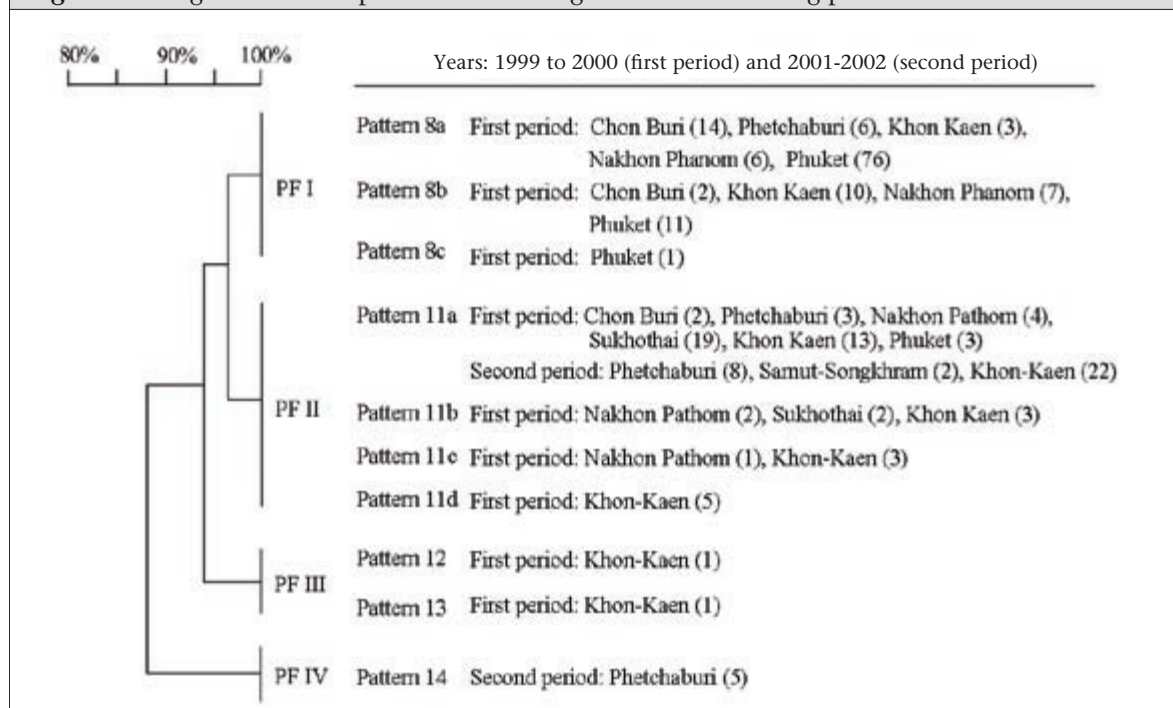 80% 90% 100%
Years: 1999 to 2000 (first period) and 2001-2002 (second period)
PF I
Pattern 8a First period: Chon Buri (14), Phetchaburi (6), Khon Kaen (3),
Nakhon Phanom (6), Phuket (76)
Pattern 8b First period: Chon Buri (2), Khon Kaen (10), Nakhon Phanom (7),
Phuket (11)
Pattern 8c First period: Phuket (1)
PF II
Pattern 11a First period: Chon Buri (2), Phetchaburi (3), Nakhon Pathom (4),
Sukhothai (19), Khon Kaen (13), Phuket (3)
Second period: Phetchaburi (8), Samut-Songkhram (2), Khon-Kaen (22)
Pattern 11b First period: Nakhon Pathom (2), Sukhothai (2), Khon Kaen (3)
Pattern 11c First period: Nakhon Pathom (1), Khon-Kaen (3)
Pattern 11d First period: Khon-Kaen (5)
PF III
Pattern 12 First period: Khon-Kaen (1)
Pattern 13 First period: Khon-Kaen (1)
PF IV
Pattern 14 Second period: Phetchaburi (5)